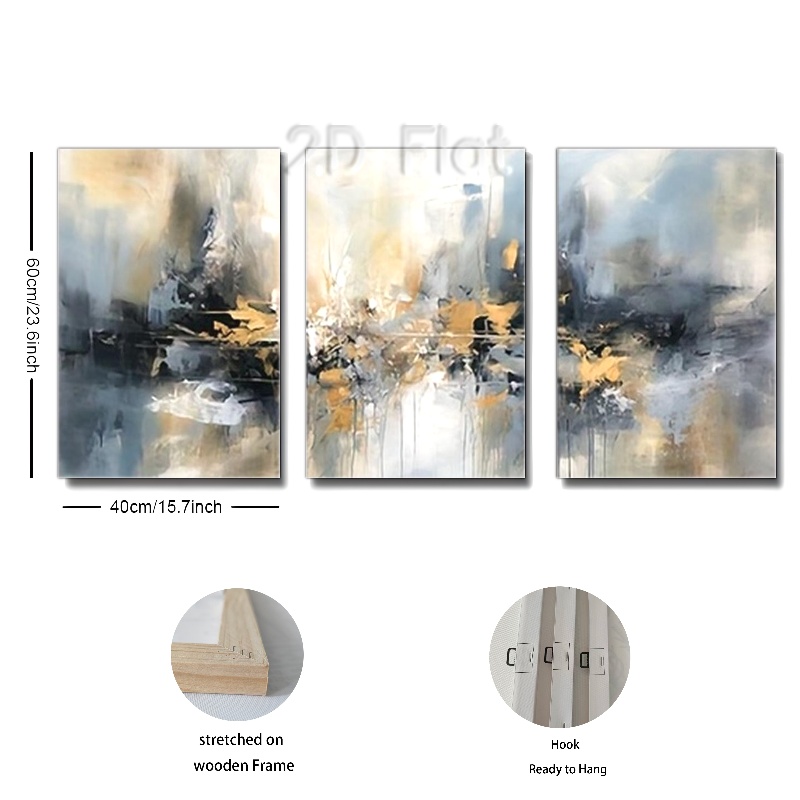 2D Flat
60cm/23.6inch
40cm/15.7inch
stretched on
wooden Frame
Hook
Ready to Hang